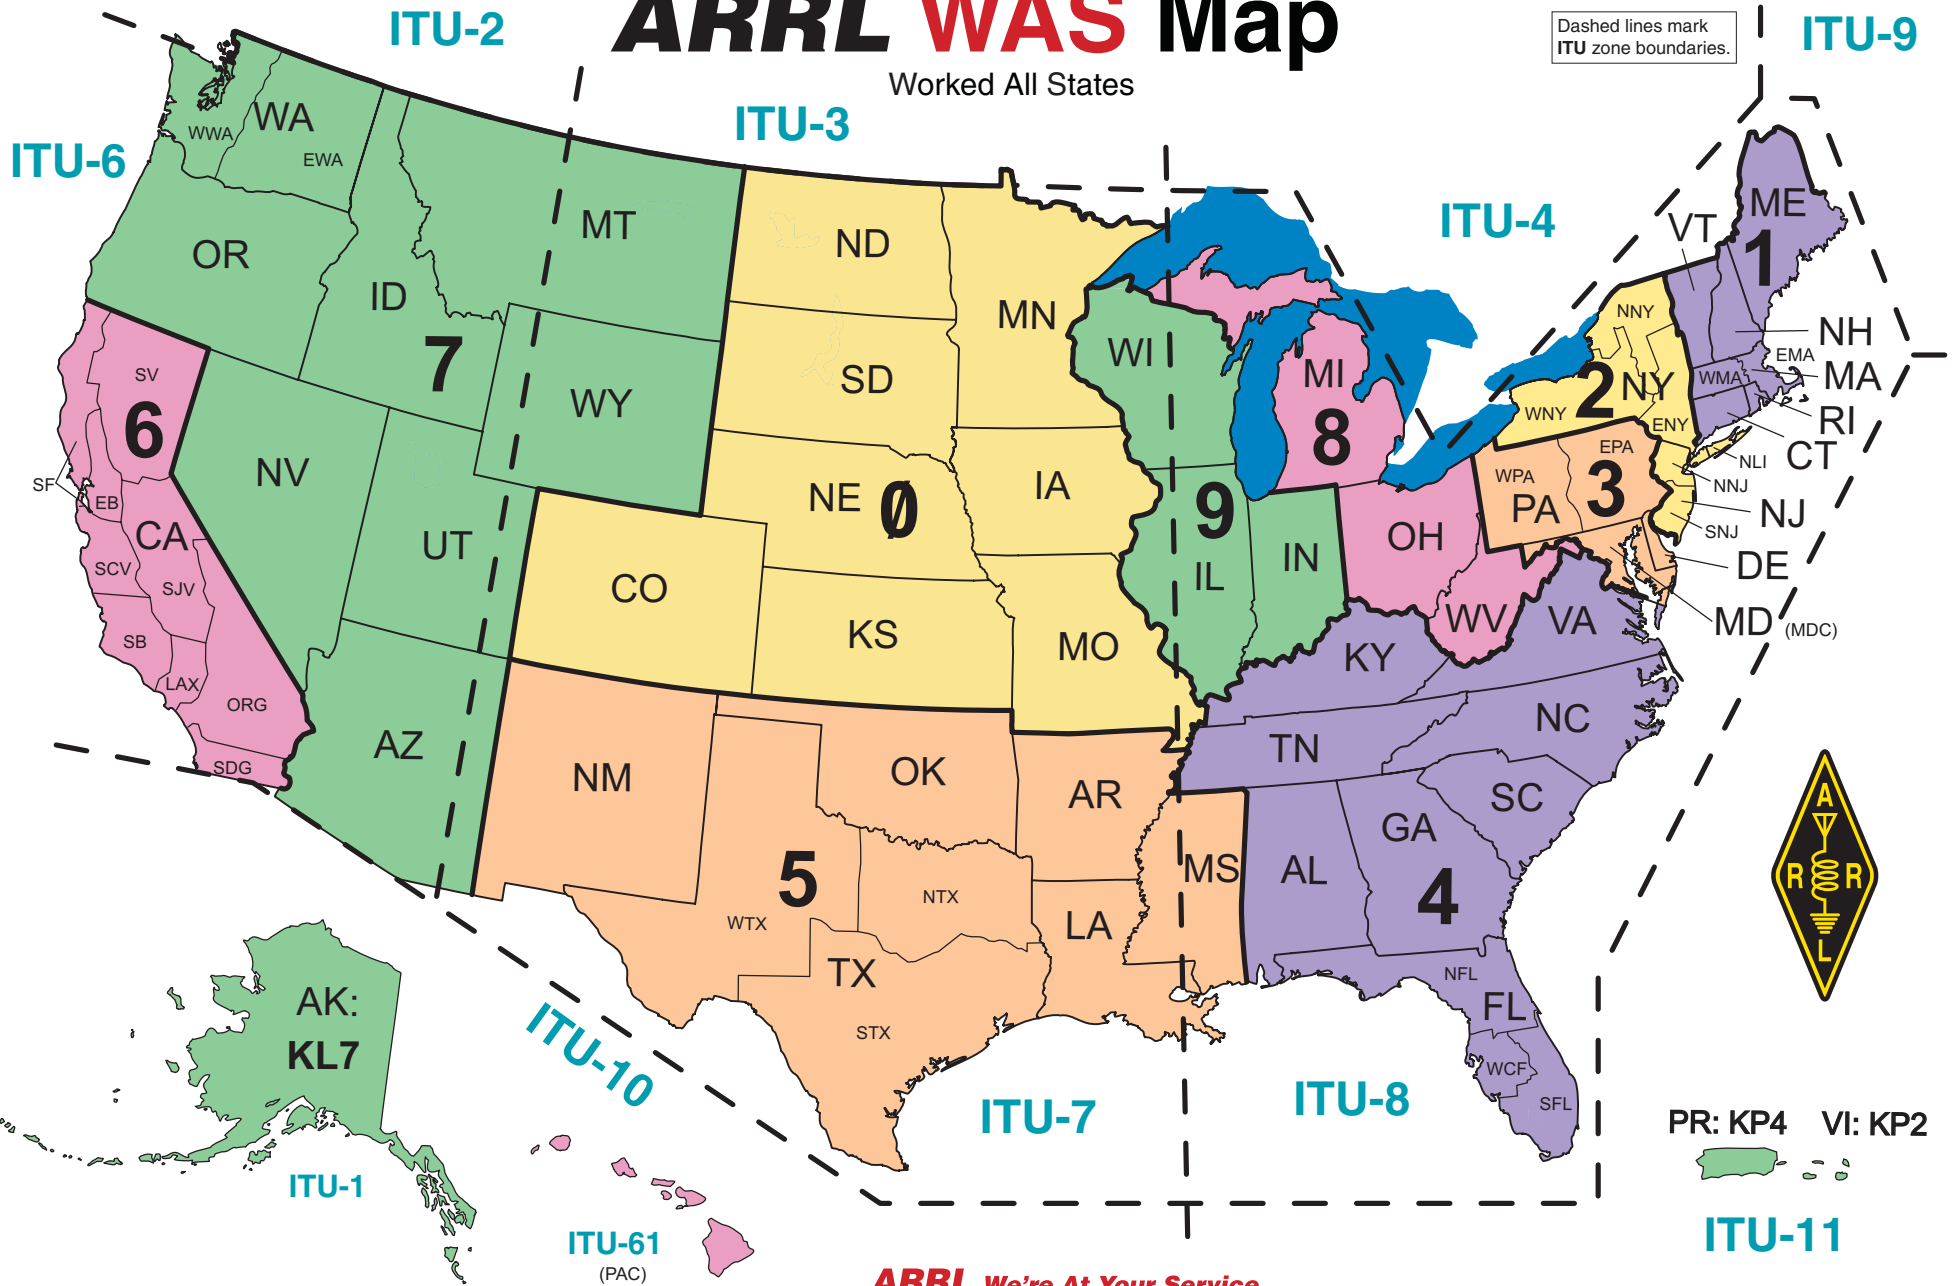 ARRL WAS Map
Worked All States
Dashed lines mark
ITU zone boundaries.
ITU-2
ITU-3
ITU-4
ITU-9
ITU-6
WA
WWA
EWA
OR
ID
MT
WY
7
NV
UT
AZ
6
SV
SF
EB
CA
SCV
SJV
SB
LAX
ORG
SDG
ND
SD
NE
Ø
MN
IA
CO
KS
MO
WI
9
IL
IN
MI
8
OH
WV
NNY
2
NY
WNY
ENY
EPA
WPA
3
PA
VT
ME
1
NH
EMA
MA
WMA
RI
CT
NLI
NNJ
NJ
SNJ
DE
MD (MDC)
VA
KY
NC
TN
SC
GA
AL
4
NFL
FL
WCF
SFL
NM
OK
AR
5
WTX
NTX
TX
STX
LA
MS
AK:
KL7
ITU-1
ITU-10
ITU-7
ITU-8
ITU-61
(PAC)
A
R R
L
PR: KP4 VI: KP2
ITU-11
ARRL We're At Your Service